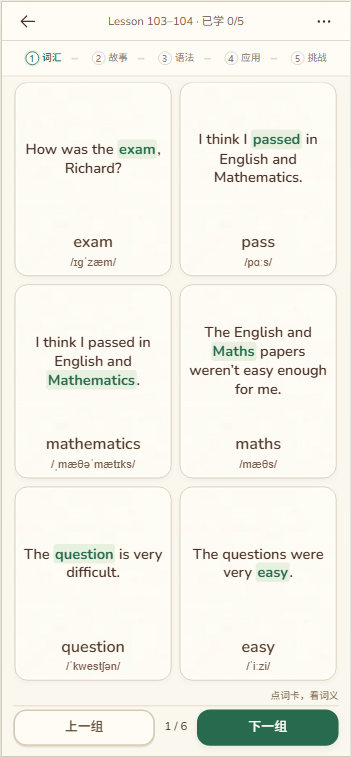 Lesson 103–104 · 已学 0/5
1 词汇 – 2 故事 – 3 语法 – 4 应用 – 5 挑战
How was the exam,
Richard?
exam
/ɪɡˈzæm/
I think I passed in
English and
Mathematics.
pass
/pɑːs/
I think I passed in
English and
Mathematics.
mathematics
/ˌmæθəˈmætɪks/
The English and
Maths papers
weren't easy enough
for me.
maths
/mæθs/
The question is very
difficult.
question
/ˈkwestʃən/
The questions were
very easy.
easy
/ˈiːzi/
点词卡，看词义
上一组
1 / 6
下一组